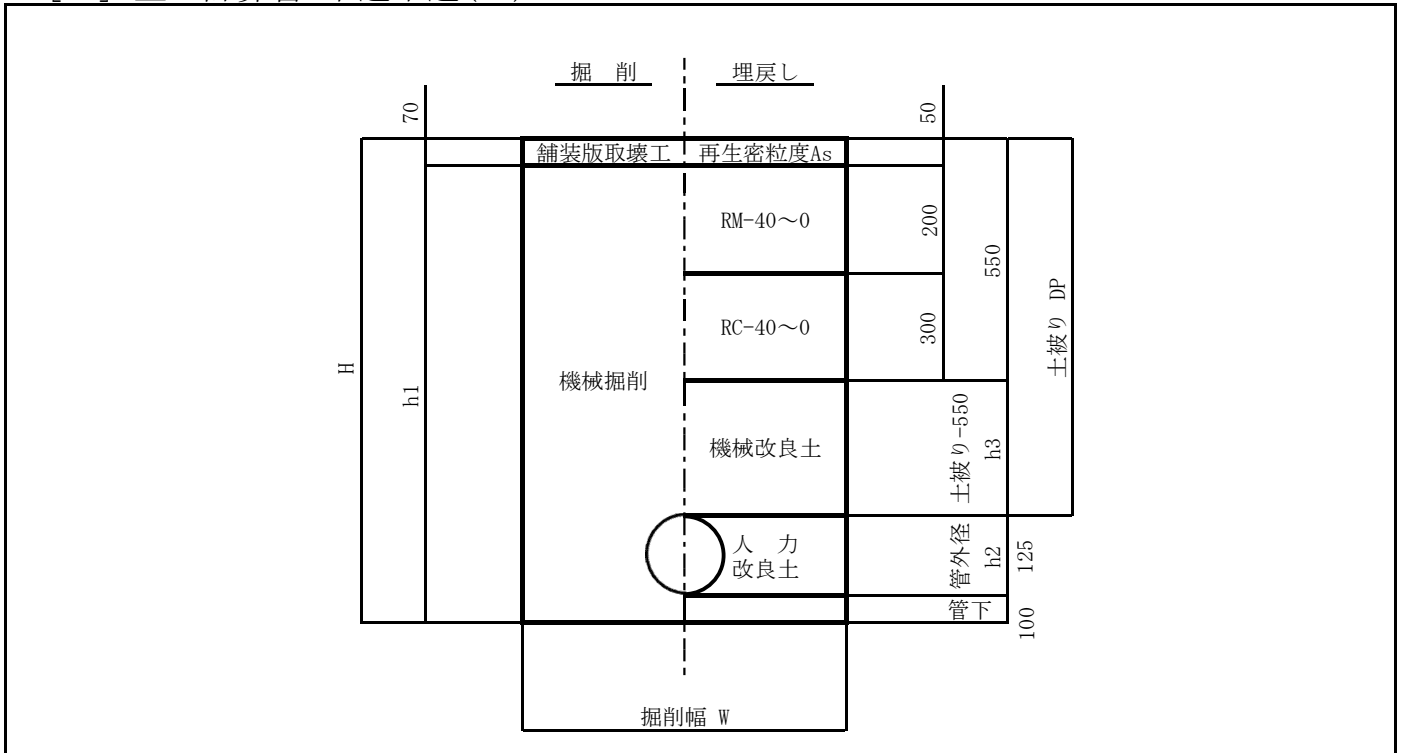 掘 削
埋戻し
70
50
舗装版取壊工
再生密粒度As
RM-40～0
200
550
RC-40～0
300
土被り DP
H
h1
機械掘削
機械改良土
土被り-550
h3
人 力
改良土
管外径
h2
125
管下
100
掘削幅 W